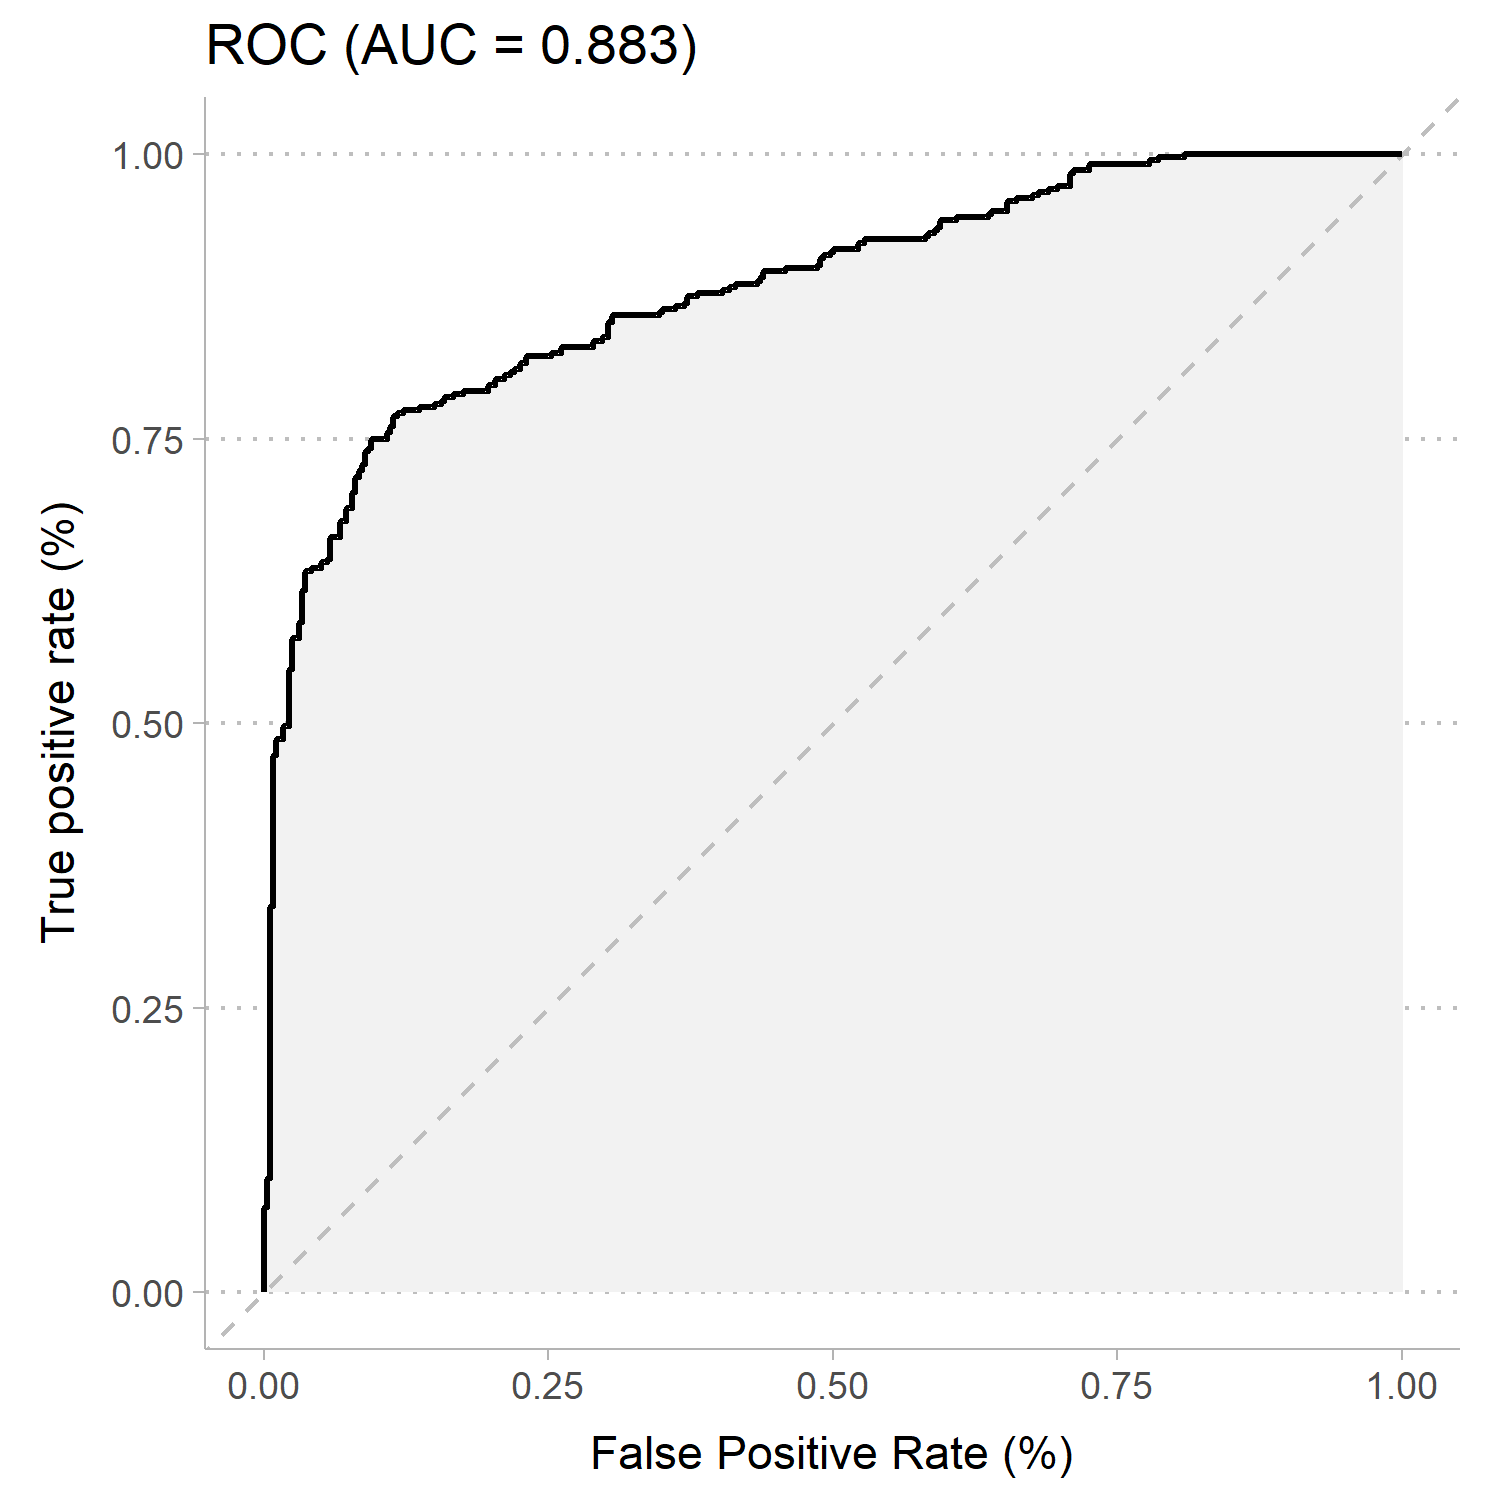 ROC (AUC = 0.883)
1.00
0.75
0.50
0.25
0.00
True positive rate (%)
0.00 0.25 0.50 0.75 1.00
False Positive Rate (%)